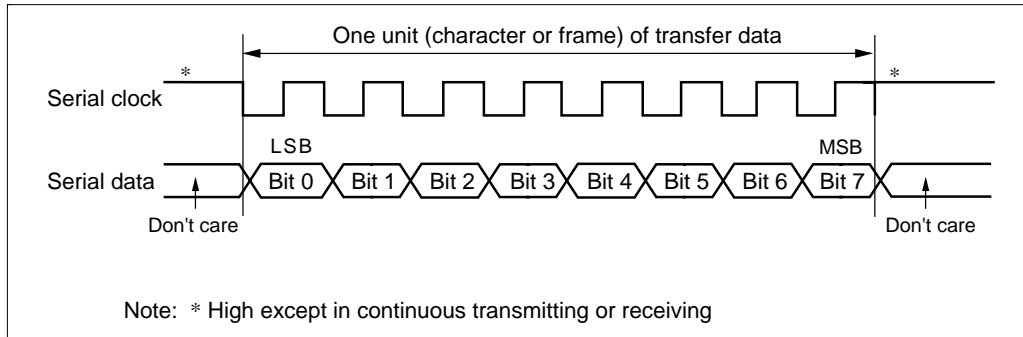 One unit (character or frame) of transfer data
* *
Serial clock
LSB MSB
Serial data Bit 0 Bit 1 Bit 2 Bit 3 Bit 4 Bit 5 Bit 6 Bit 7
Don't care Don't care
Note: * High except in continuous transmitting or receiving